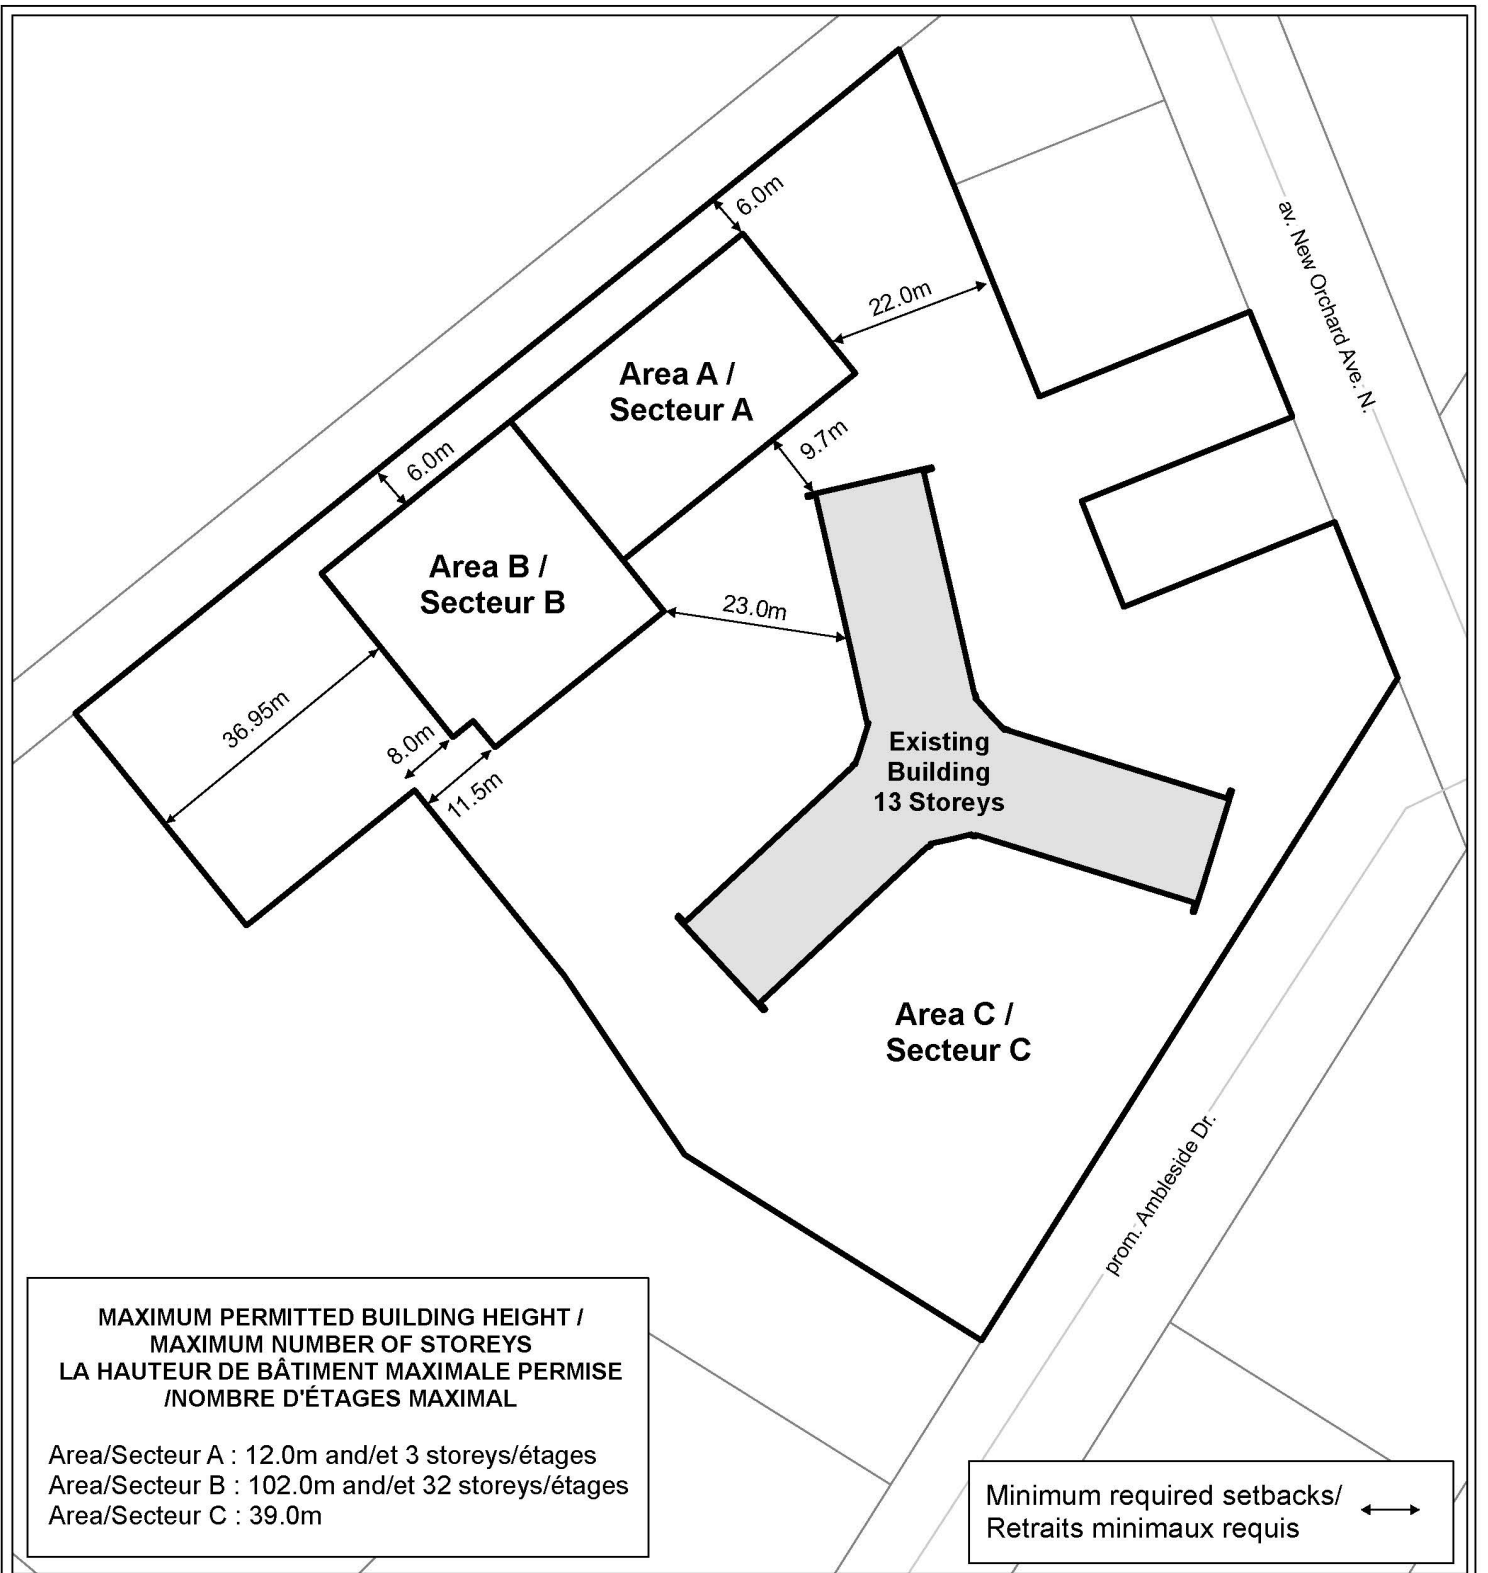 6.0m
av. New Orchard Ave. N.
22.0m
Area A /
Secteur A
9.7m
6.0m
Area B /
Secteur B
23.0m
36.95m
8.0m
11.5m
Existing
Building
13 Storeys
Area C /
Secteur C
prom. Ambleside Dr.
MAXIMUM PERMITTED BUILDING HEIGHT /
MAXIMUM NUMBER OF STOREYS
LA HAUTEUR DE BÂTIMENT MAXIMALE PERMISE
/NOMBRE D'ÉTAGES MAXIMAL
Area/Secteur A : 12.0m and/et 3 storeys/étages
Area/Secteur B : 102.0m and/et 32 storeys/étages
Area/Secteur C : 39.0m
Minimum required setbacks/
Retraits minimaux requis